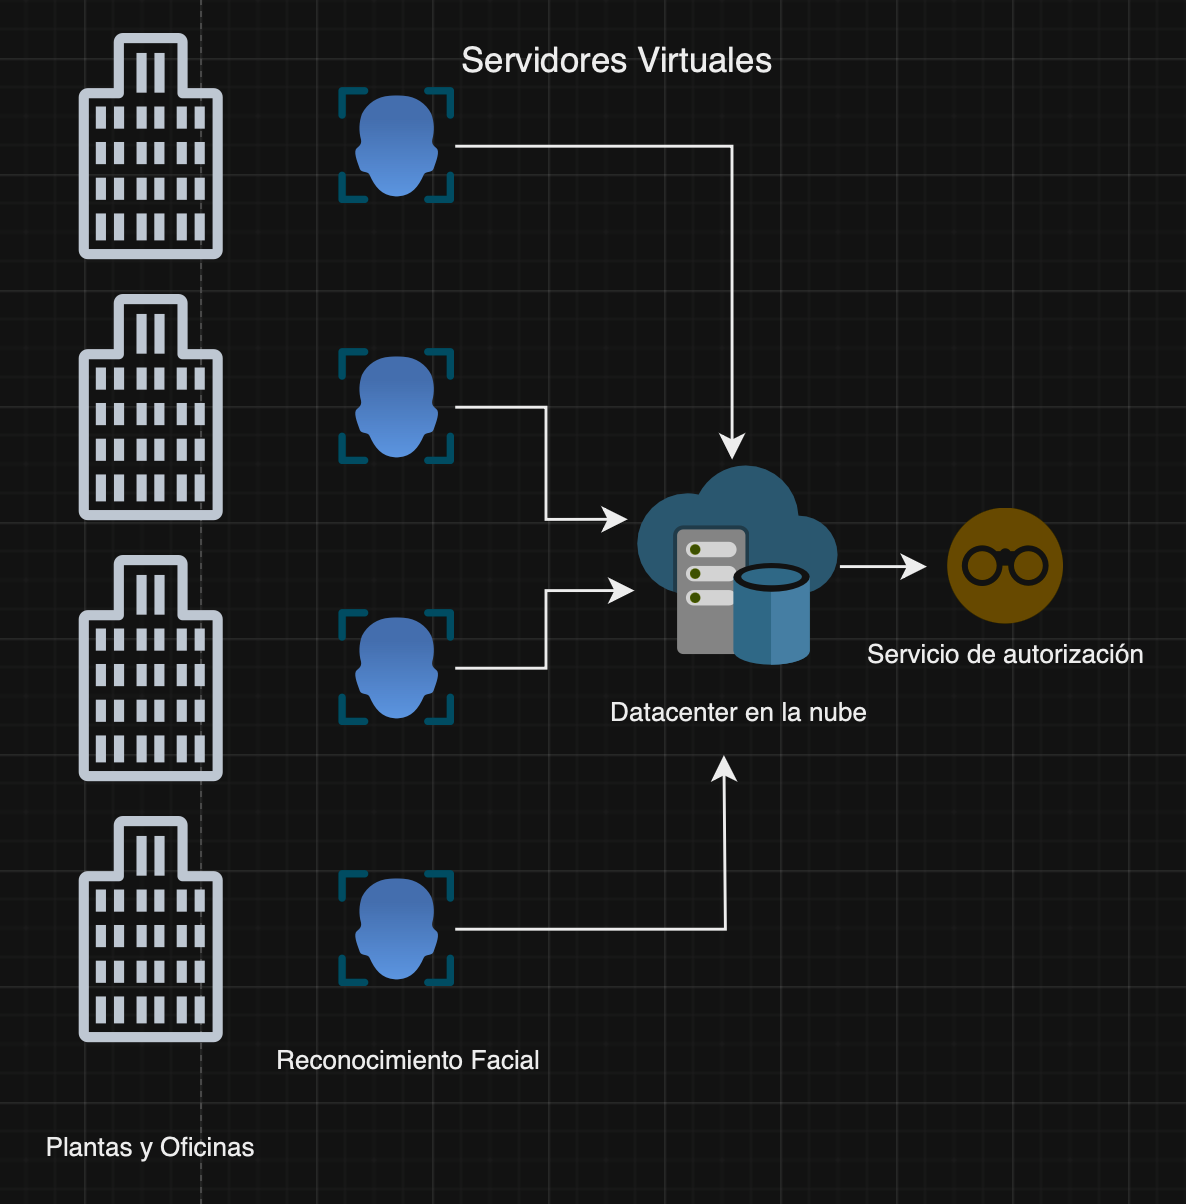 Servidores Virtuales
Servicio de autorización
Datacenter en la nube
Reconocimiento Facial
Plantas y Oficinas